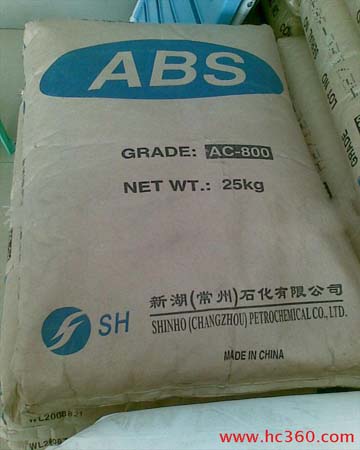 ABS
GRADE: AC-800
NET WT.: 25kg
SH
新湖(常州)石化有限公司
SHINHO (CHANGZHOU) PETROCHEMICAL CO., LTD.
MADE IN CHINA
www.hc360.com